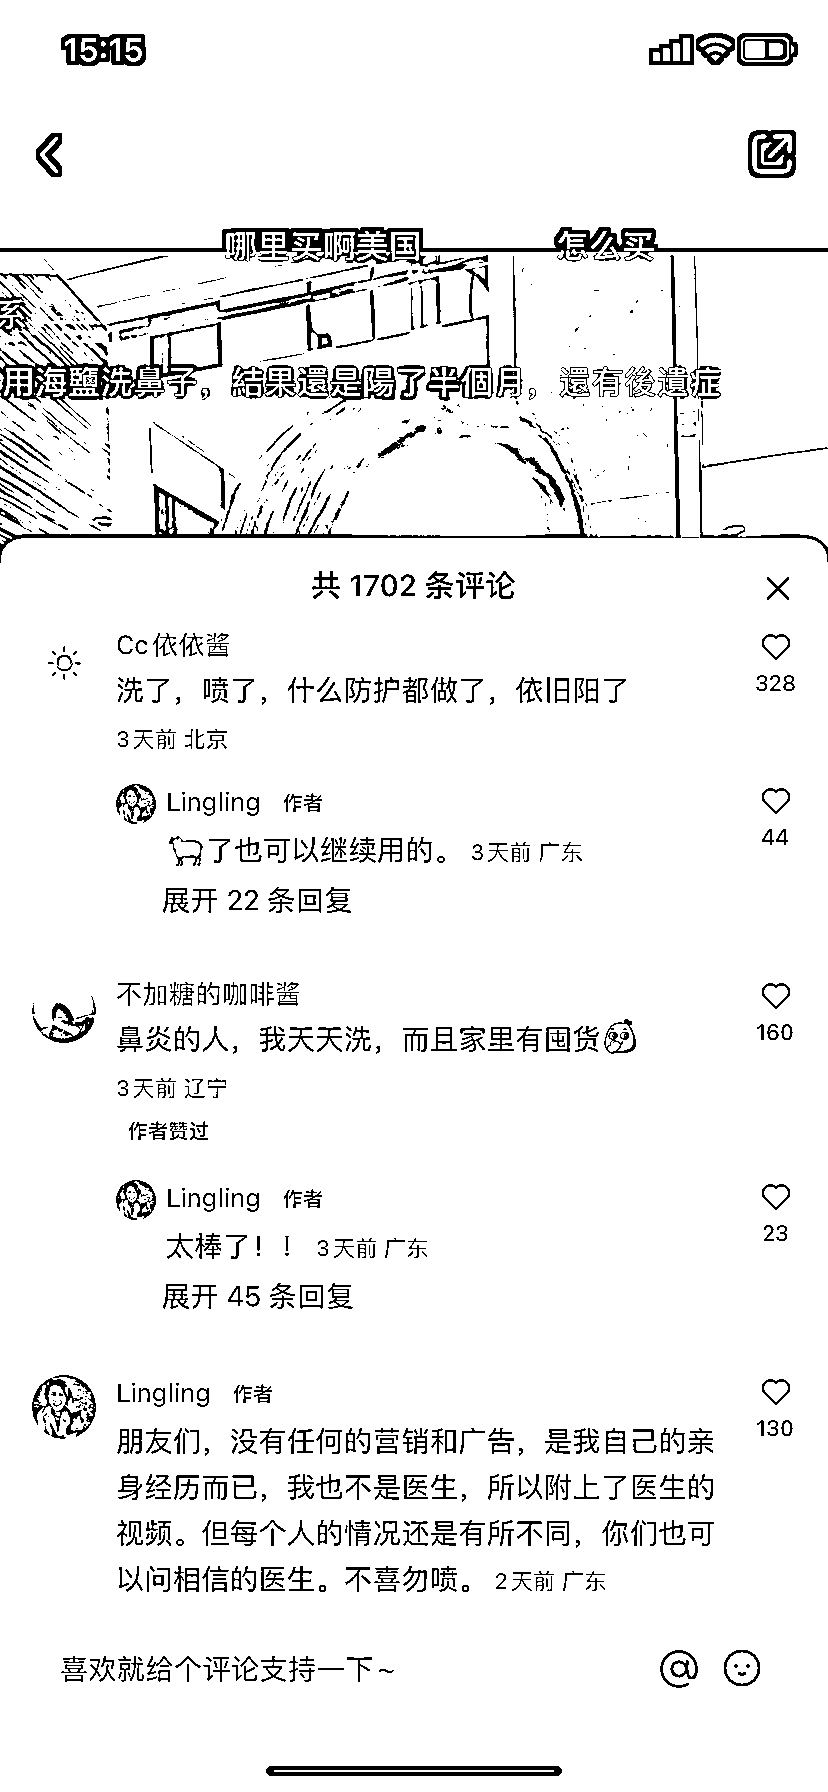 15:15
哪里买啊美国 怎么买
系
用海鹽洗鼻子，結果還是陽了半個月，還有後遺症
共 1702 条评论
Cc依依酱
洗了，喷了，什么防护都做了，依旧阳了
328
3天前 北京
Lingling 作者
🐑了也可以继续用的。 3天前 广东
44
展开 22 条回复
不加糖的咖啡酱
鼻炎的人，我天天洗，而且家里有囤货
160
3天前 辽宁
作者赞过
Lingling 作者
太棒了！！ 3天前 广东
23
展开 45 条回复
Lingling 作者
朋友们，没有任何的营销和广告，是我自己的亲
130
身经历而已，我也不是医生，所以附上了医生的
视频。但每个人的情况还是有所不同，你们也可
以问相信的医生。不喜勿喷。 2天前 广东
喜欢就给个评论支持一下~